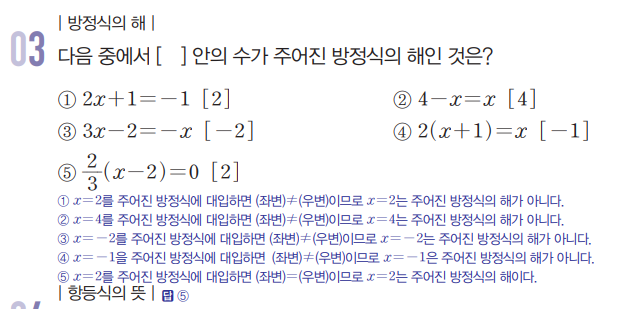 | 방정식의 해 |
03 다음 중에서 [ ] 안의 수가 주어진 방정식의 해인 것은?
① 2x+1=-1 [2] ② 4-x=x [4]
③ 3x-2=-x [-2] ④ 2(x+1)=x [-1]
⑤ 2/3(x-2)=0 [2]
① x=2를 주어진 방정식에 대입하면 (좌변)≠(우변)이므로 x=2는 주어진 방정식의 해가 아니다.
② x=4를 주어진 방정식에 대입하면 (좌변)≠(우변)이므로 x=4는 주어진 방정식의 해가 아니다.
③ x=-2를 주어진 방정식에 대입하면 (좌변)≠(우변)이므로 x=-2는 주어진 방정식의 해가 아니다.
④ x=-1을 주어진 방정식에 대입하면 (좌변)≠(우변)이므로 x=-1은 주어진 방정식의 해가 아니다.
⑤ x=2를 주어진 방정식에 대입하면 (좌변)=(우변)이므로 x=2는 주어진 방정식의 해이다.
| 항등식의 뜻 | 답 ⑤